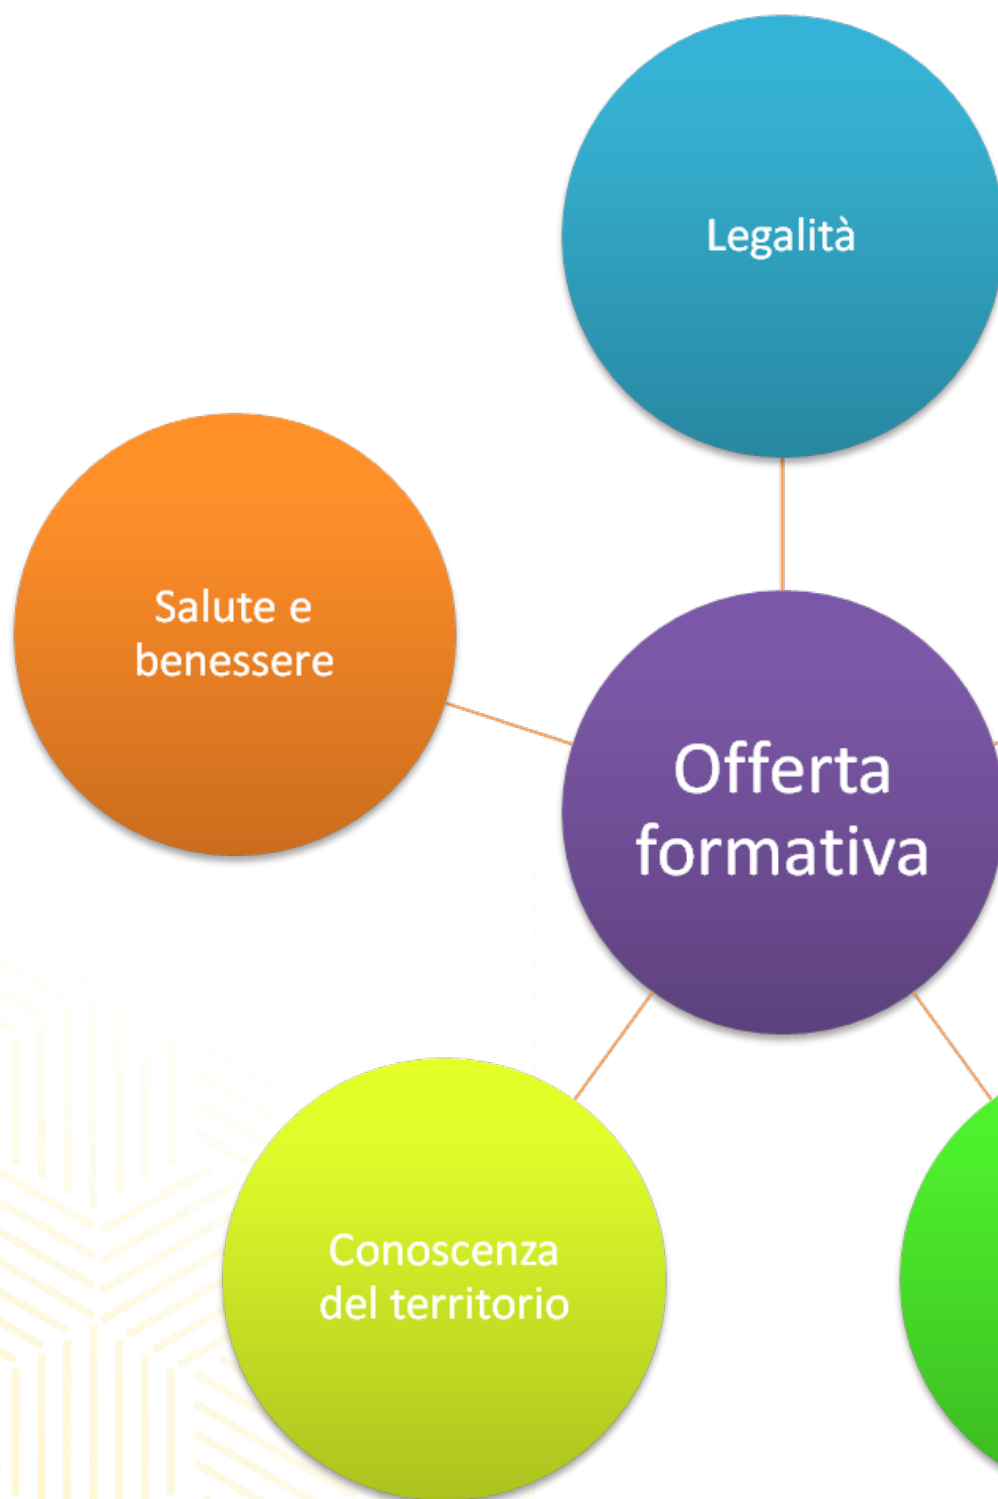 Legalità
Salute e
benessere
Offerta
formativa
Conoscenza
del territorio